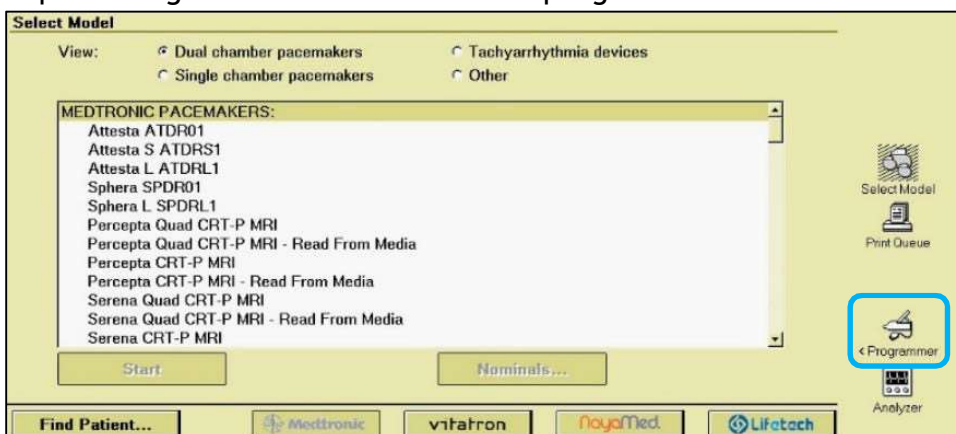 Select Model
View: Dual chamber pacemakers Tachyarrhythmia devices
Single chamber pacemakers Other
MEDTRONIC PACEMAKERS:
Attesta ATDR01
Attesta S ATDRS1
Attesta L ATDRL1
Sphera SPDR01
Sphera L SPDRL1
Percepta Quad CRT-P MRI
Percepta Quad CRT-P MRI - Read From Media
Percepta CRT-P MRI
Percepta CRT-P MRI - Read From Media
Serena Quad CRT-P MRI
Serena Quad CRT-P MRI - Read From Media
Serena CRT-P MRI
Start Nominals...
Select Model
Print Queue
< Programmer
Analyzer
Find Patient... Medtronic vitatron NayaMed Lifetech